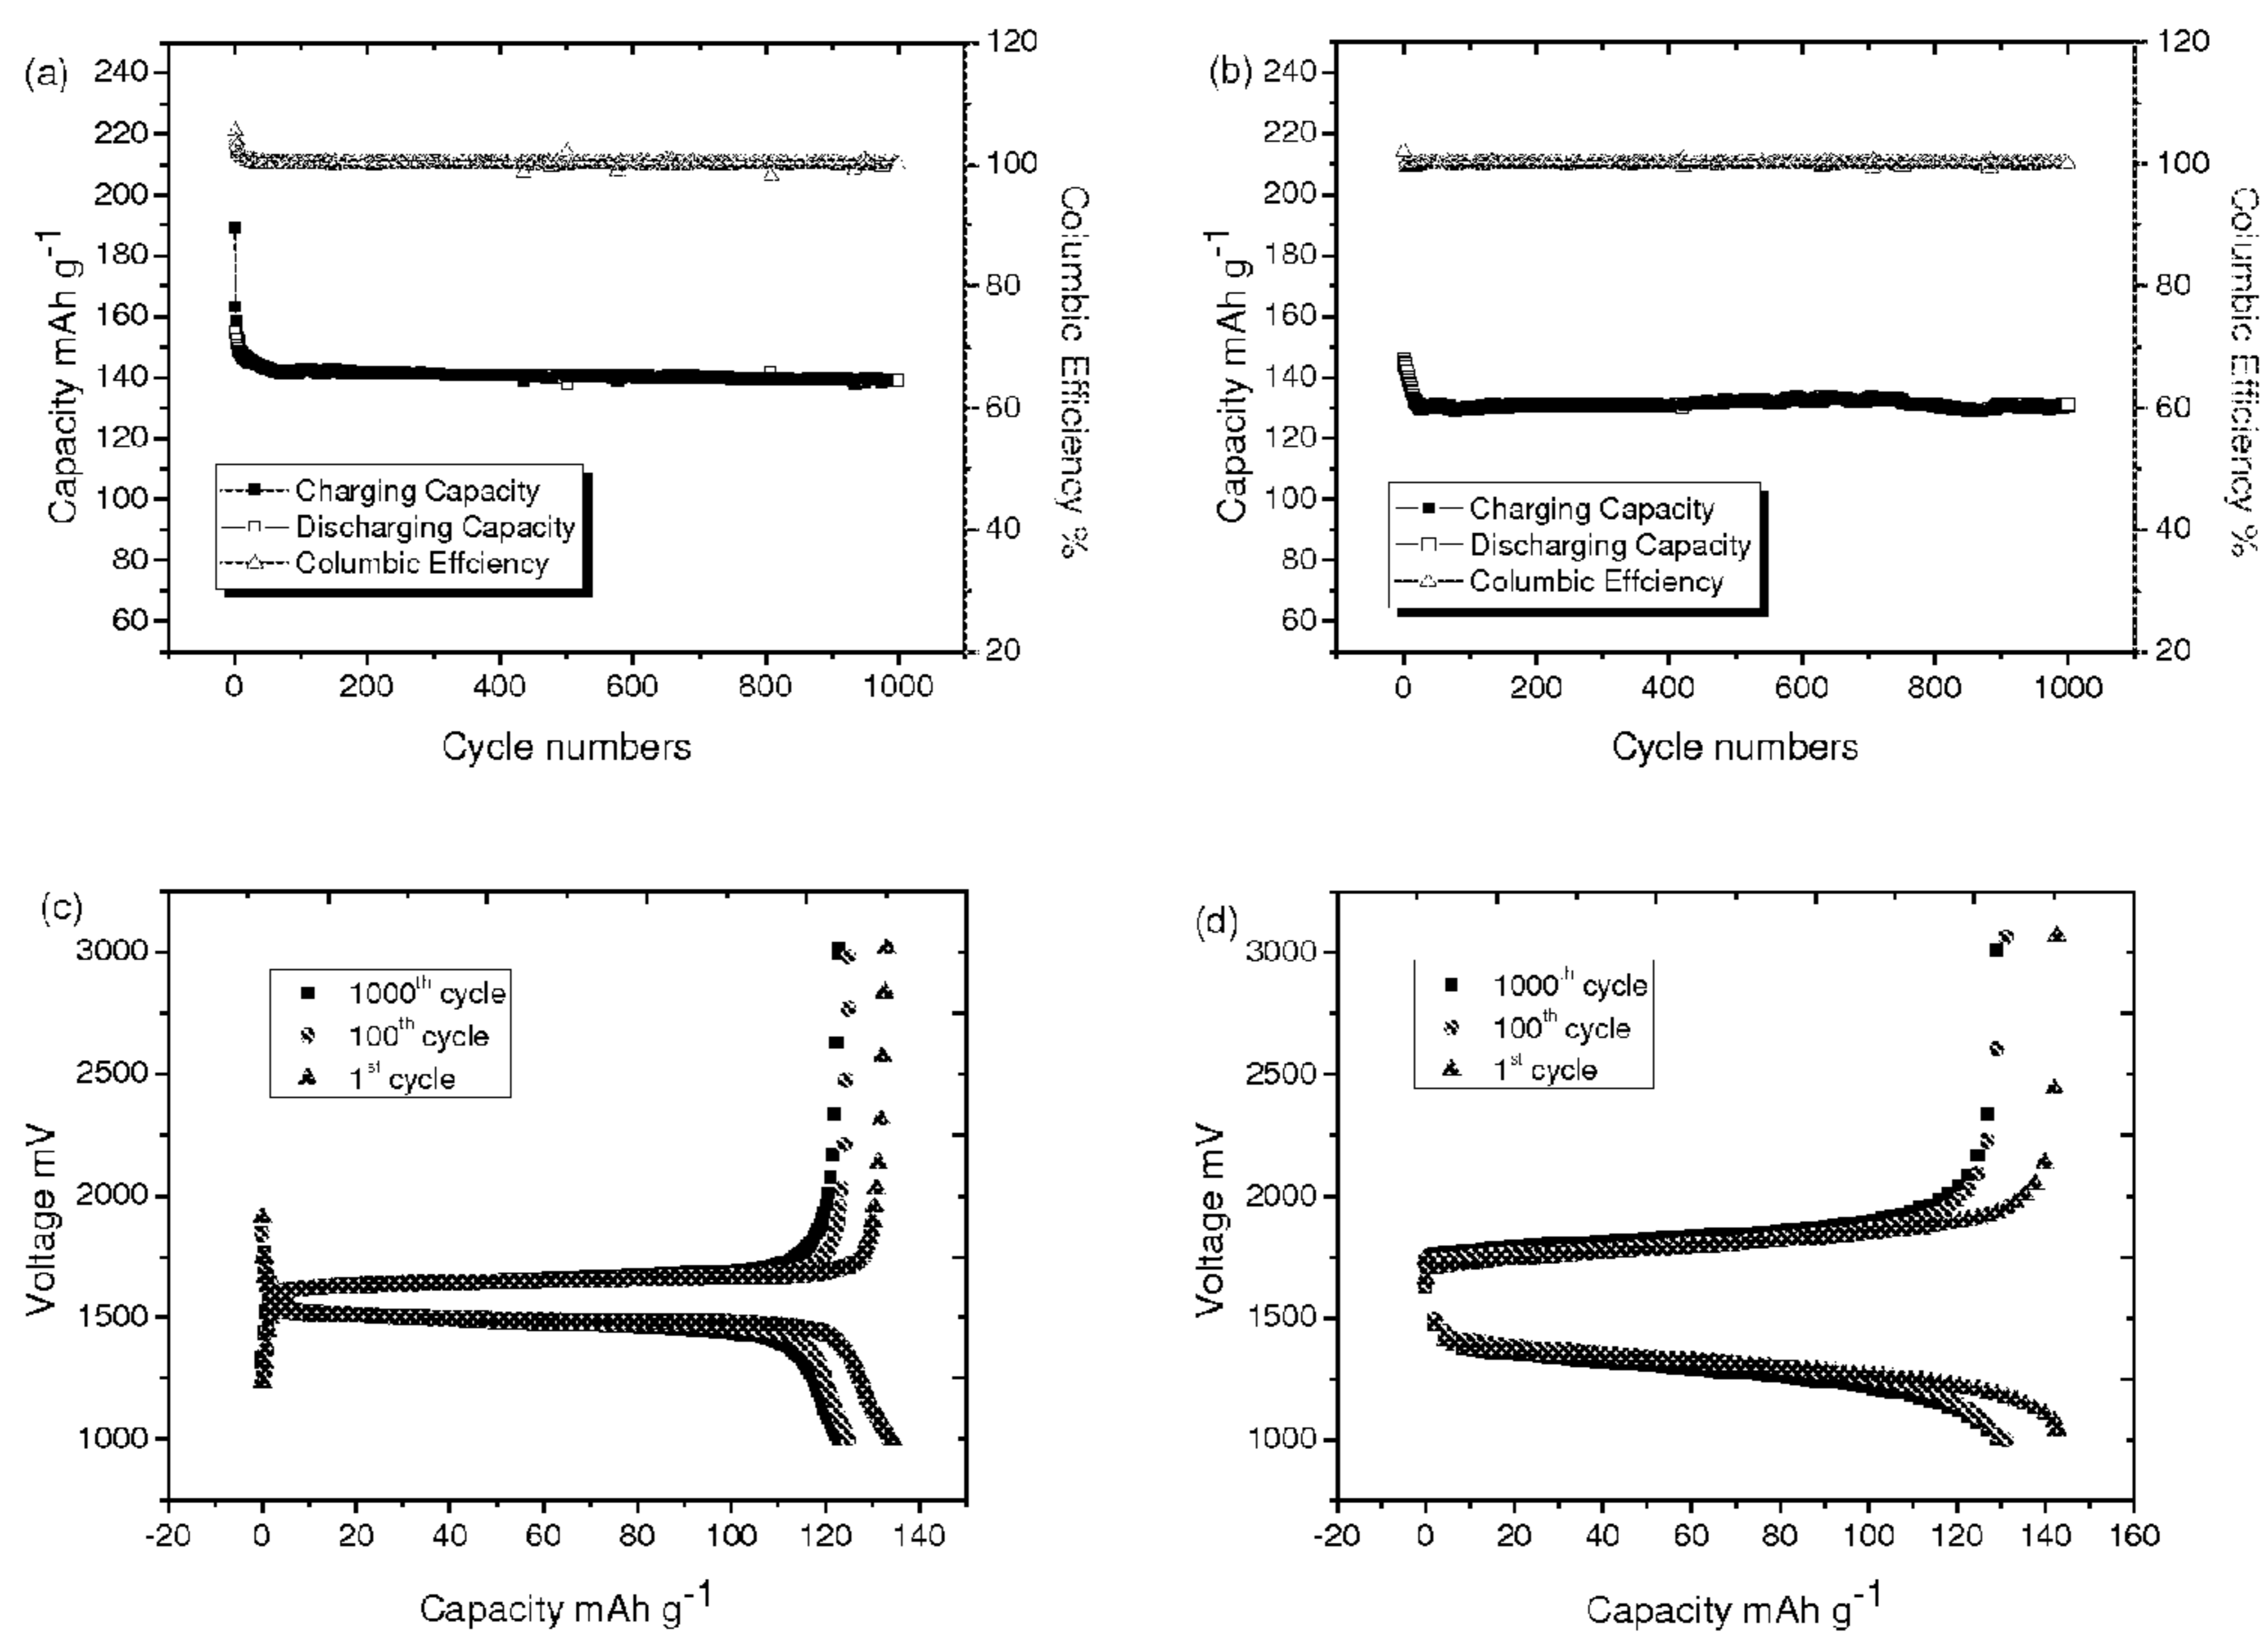 (a)
240
220
200
180
160
140
120
100
80
60
Capacity mAh g-1
120
100
80
60
40
20
Columbic Efficiency %
Charging Capacity
Discharging Capacity
Columbic Effciency
0 200 400 600 800 1000
Cycle numbers
(b)
240
220
200
180
160
140
120
100
80
60
Capacity mAh g-1
120
100
80
60
40
20
Columbic Efficiency %
Charging Capacity
Discharging Capacity
Columbic Effciency
0 200 400 600 800 1000
Cycle numbers
(c)
3000
2500
2000
1500
1000
Voltage mV
1000th cycle
100th cycle
1st cycle
-20 0 20 40 60 80 100 120 140
Capacity mAh g-1
(d)
3000
2500
2000
1500
1000
Voltage mV
1000th cycle
100th cycle
1st cycle
-20 0 20 40 60 80 100 120 140 160
Capacity mAh g-1